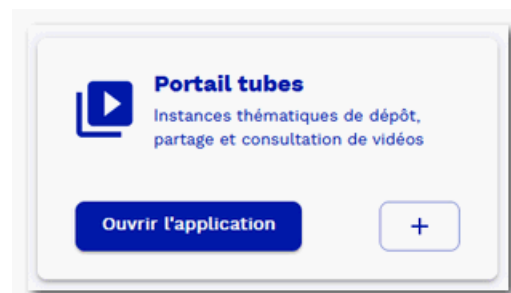 Portail tubes
Instances thématiques de dépôt,
partage et consultation de vidéos
Ouvrir l'application
+